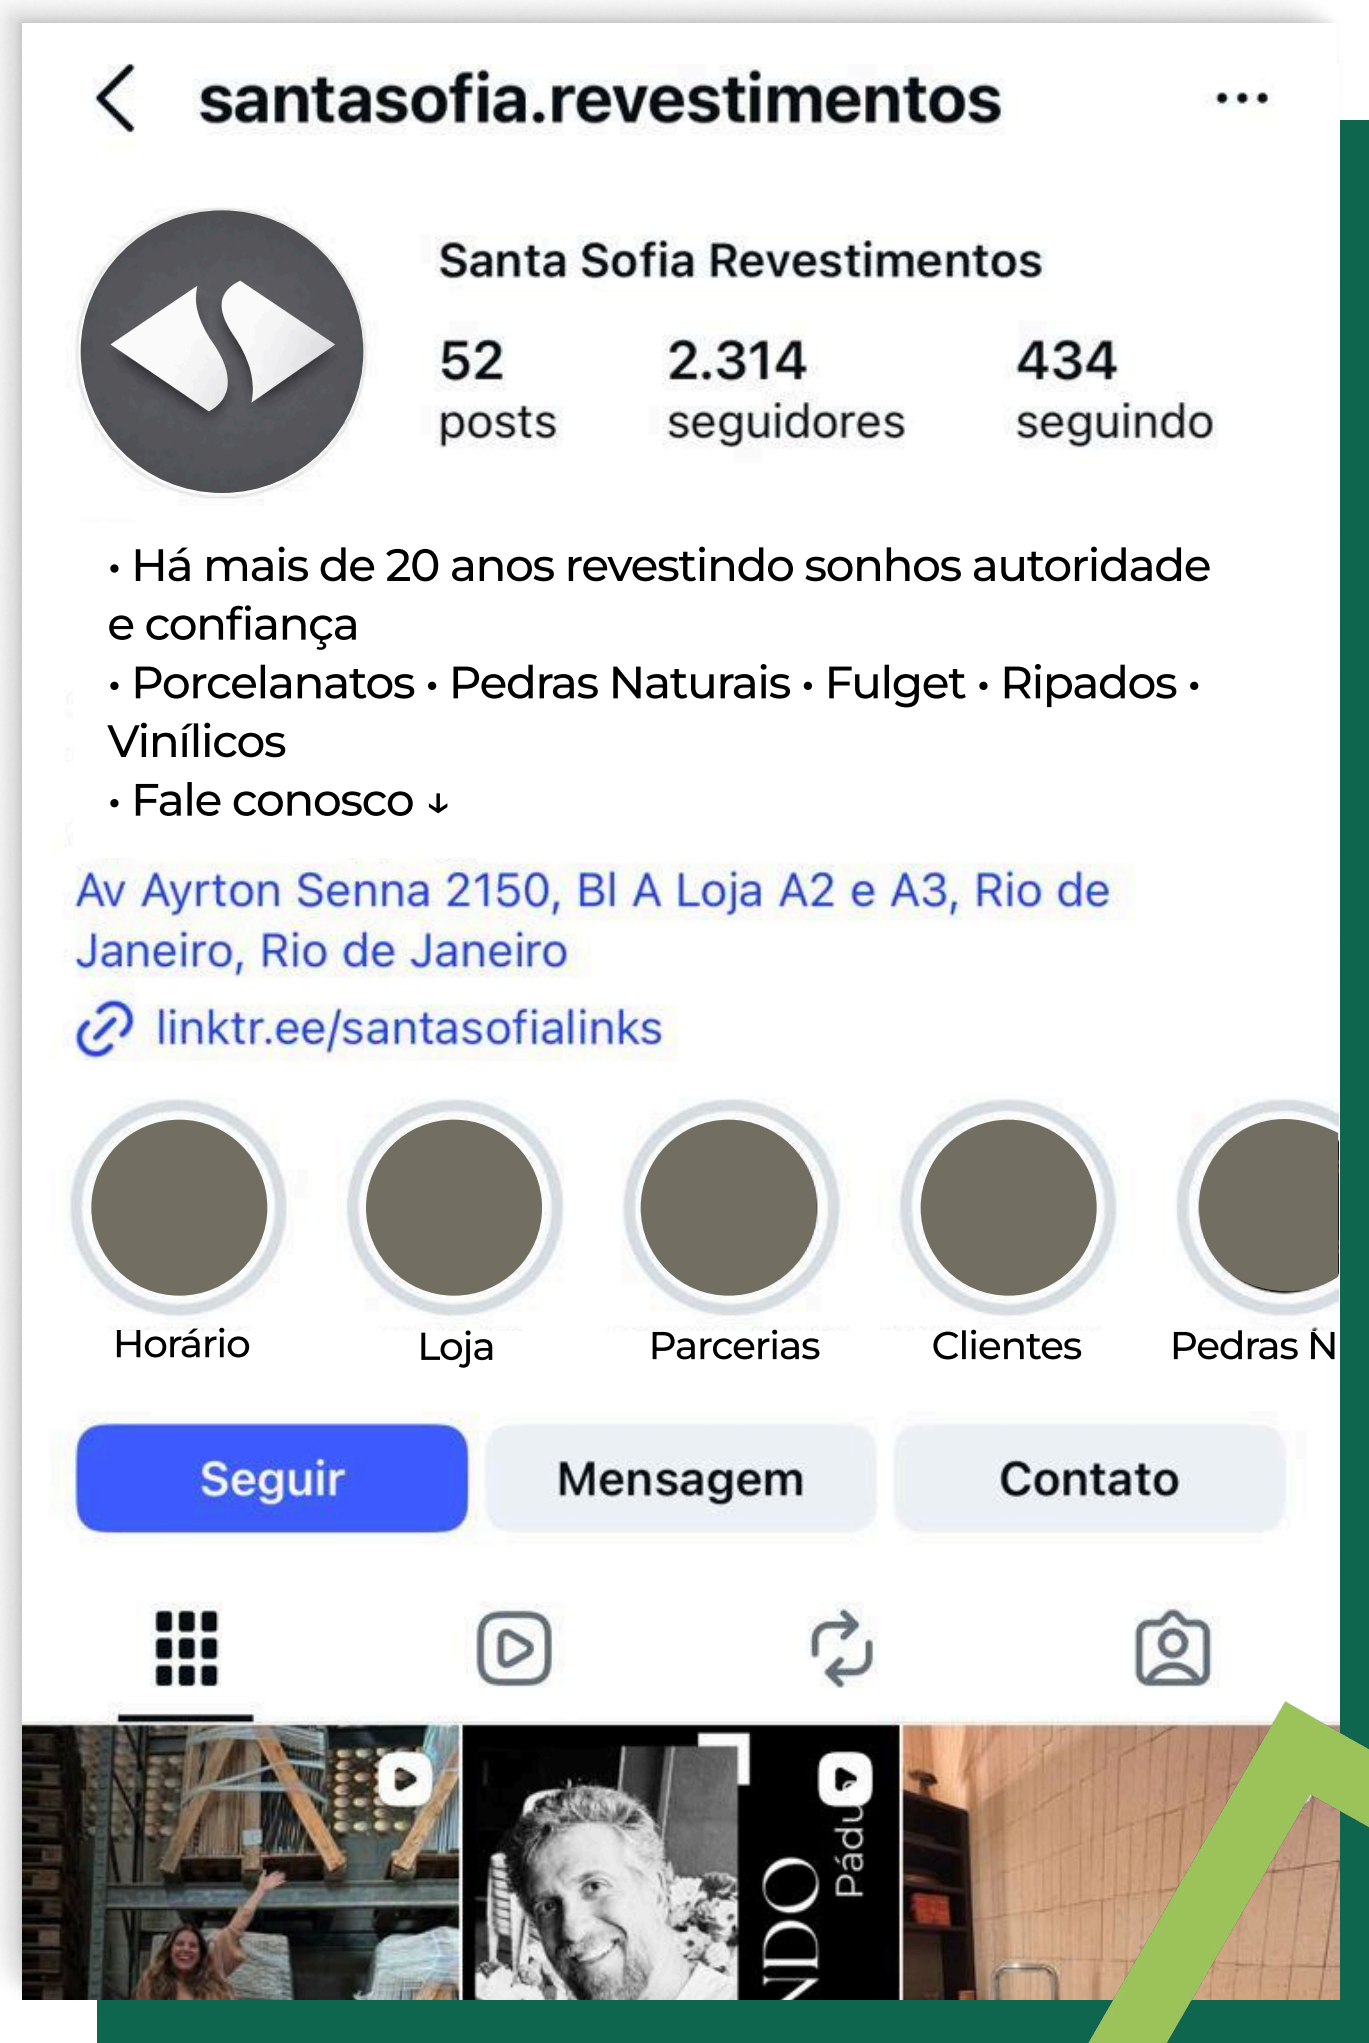 santasofia.revestimentos
Santa Sofia Revestimentos
52 2.314 434
posts seguidores seguindo
• Há mais de 20 anos revestindo sonhos autoridade
e confiança
• Porcelanatos • Pedras Naturais • Fulget • Ripados •
Vinílicos
• Fale conosco ↓
Av Ayrton Senna 2150, Bl A Loja A2 e A3, Rio de
Janeiro, Rio de Janeiro
linktr.ee/santasofialinks
Horário Loja Parcerias Clientes Pedras N
Seguir Mensagem Contato
NDO
Pádu